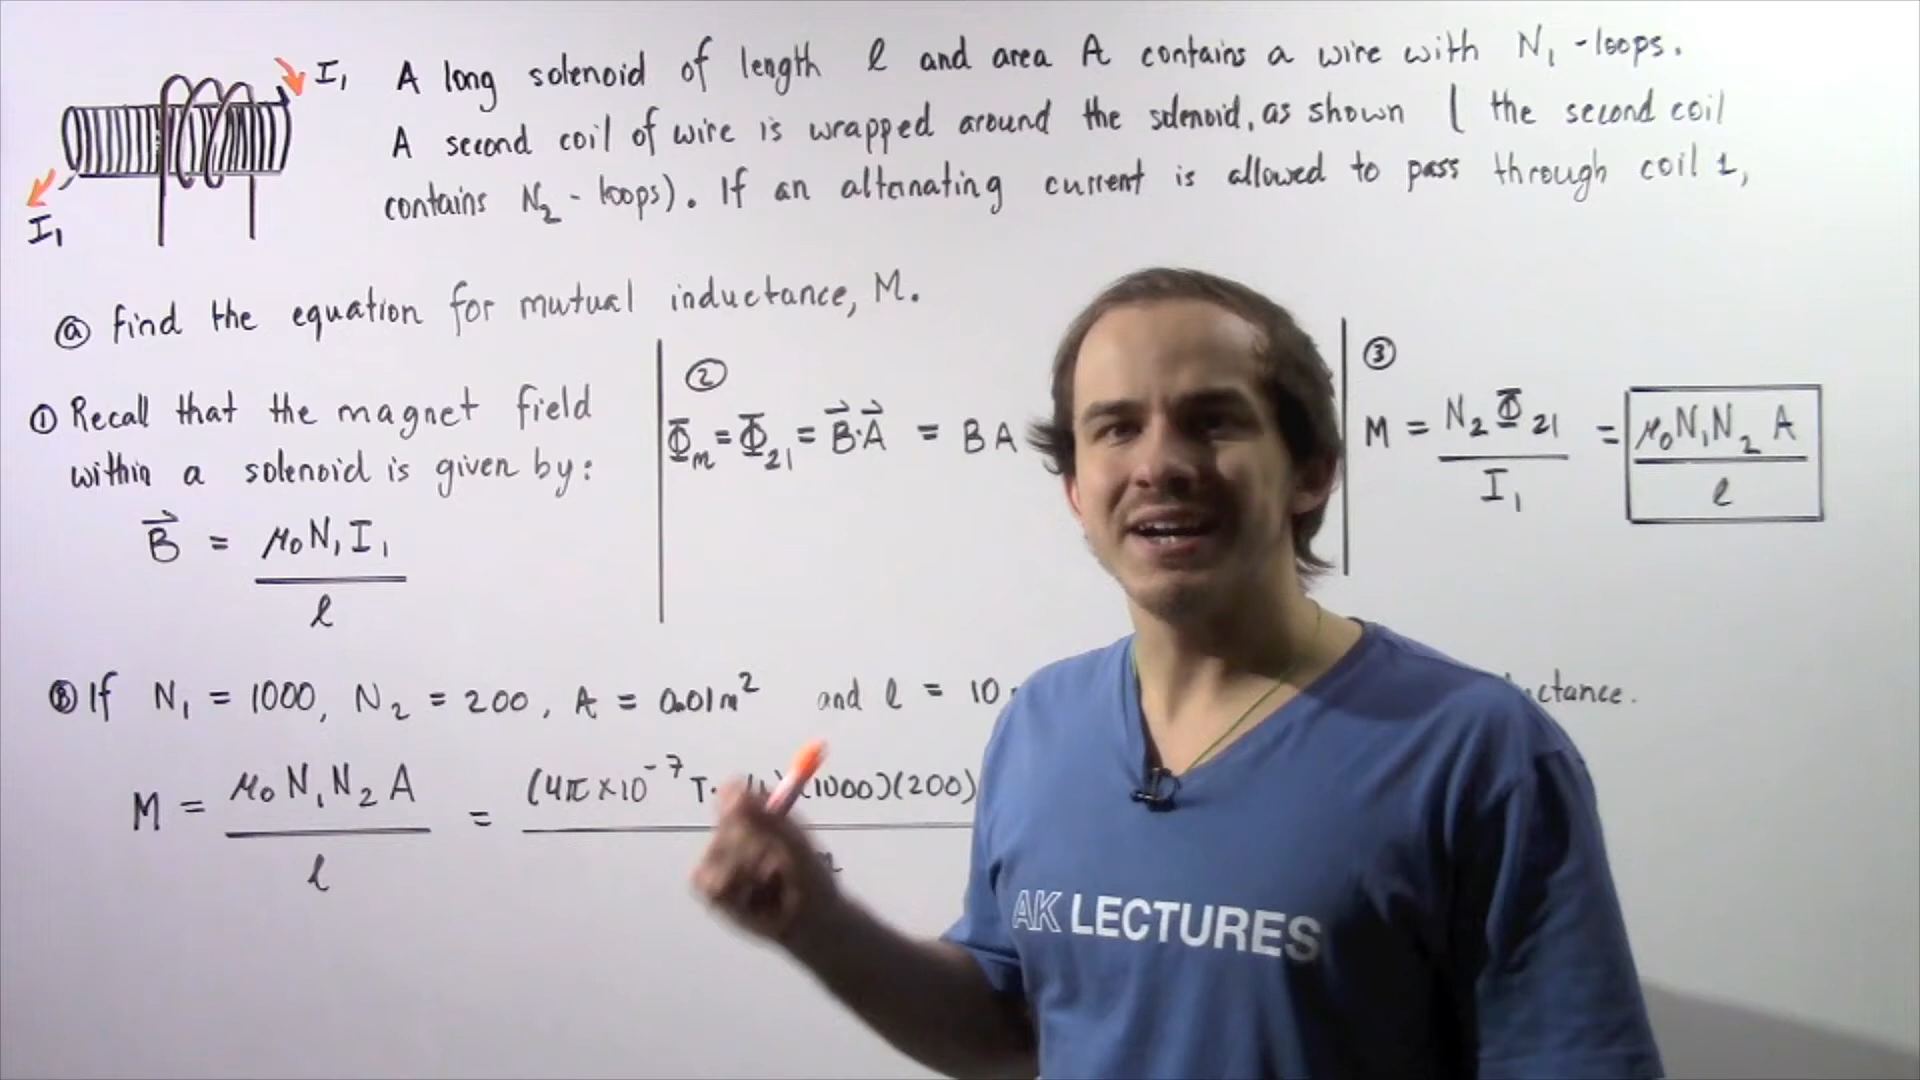 I₁ A long solenoid of length ℓ and area A contains a wire with N₁ - loops.
A second coil of wire is wrapped around the solenoid, as shown ( the second coil
contains N₂ - loops). If an alternating current is allowed to pass through coil 1,
I₁
ⓐ find the equation for mutual inductance, M.
① Recall that the magnet field
within a solenoid is given by:
B⃗ = μ₀N₁I₁ / ℓ
②
Φₘ = Φ₂₁ = B⃗·A⃗ = BA
③
M = N₂Φ₂₁ / I₁ = μ₀N₁N₂ A / ℓ
Ⓑ If N₁ = 1000, N₂ = 200, A = 0.01m² and ℓ = 10
M = μ₀N₁N₂A / ℓ = (4π×10⁻⁷ T· (1000)(200)
AK LECTURES